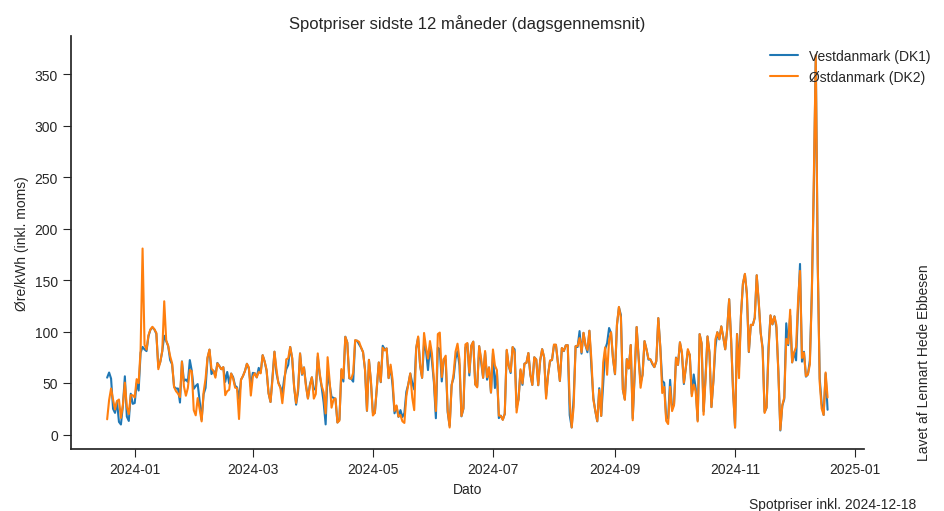 Spotpriser sidste 12 måneder (dagsgennemsnit)
Vestdanmark (DK1)
Østdanmark (DK2)
Øre/kWh (inkl. moms)
350
300
250
200
150
100
50
0
2024-01
2024-03
2024-05
2024-07
2024-09
2024-11
2025-01
Dato
Lavet af Lennart Hede Ebbesen
Spotpriser inkl. 2024-12-18